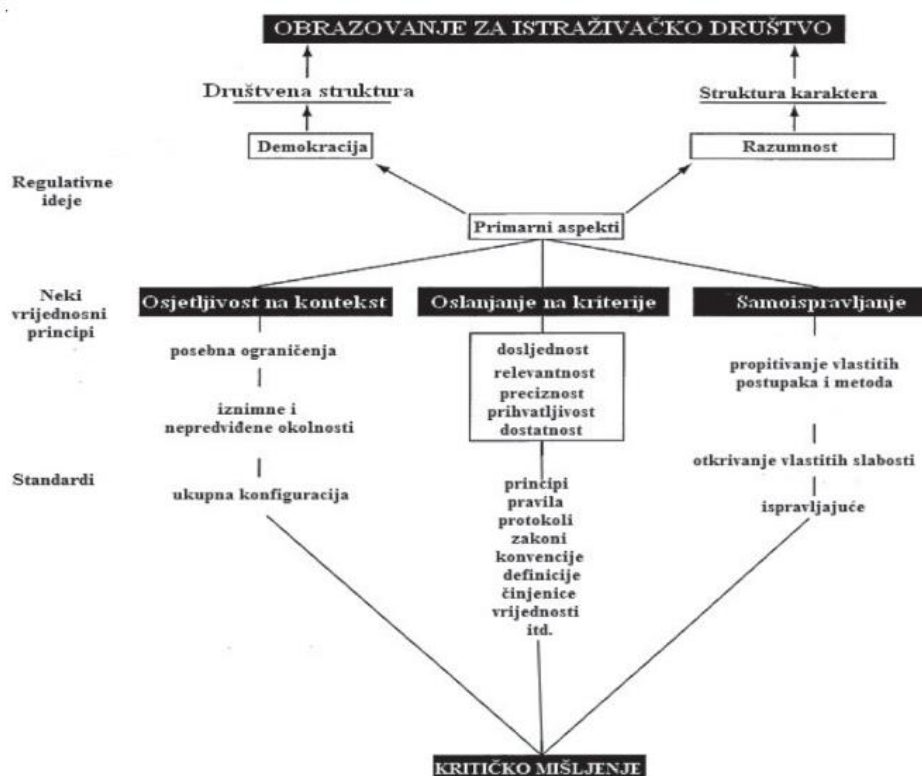 OBRAZOVANJE ZA ISTRAŽIVAČKO DRUŠTVO
Društvena struktura
Struktura karaktera
Demokracija
Razumnost
Regulativne
ideje
Primarni aspekti
Neki
vrijednosni
principi
Osjetljivost na kontekst
Oslanjanje na kriterije
Samoispravljanje
posebna ograničenja
iznimne i
nepredviđene okolnosti
ukupna konfiguracija
dosljednost
relevantnost
preciznost
prihvatljivost
dostatnost
principi
pravila
protokoli
zakoni
konvencije
definicije
činjenice
vrijednosti
itd.
propitivanje vlastitih
postupaka i metoda
otkrivanje vlastitih slabosti
ispravljajuće
Standardi
KRITIČKO MIŠLJENJE